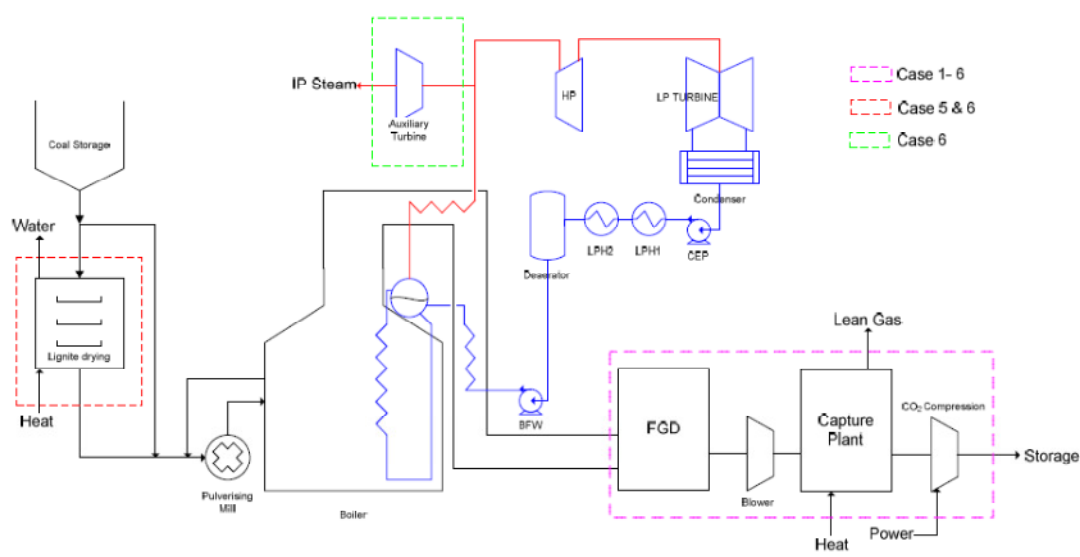 IP Steam
Auxiliary
Turbine
HP
LP TURBINE
Case 1- 6
Case 5 & 6
Case 6
Coal Storage
Condenser
Water
LPH2
LPH1
CEP
Deaerator
Lignite drying
Lean Gas
Heat
BFW
FGD
Capture
Plant
CO₂ Compression
Storage
Pulverising
Mill
Boiler
Blower
Power
Heat